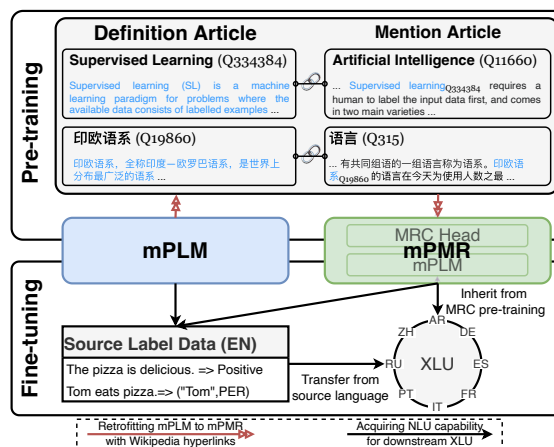 Pre-training
Definition Article
Mention Article
Supervised Learning (Q334384)
Supervised learning (SL) is a machine
learning paradigm for problems where the
available data consists of labelled examples ...
Artificial Intelligence (Q11660)
... Supervised learningQ334384 requires a
human to label the input data first, and comes
in two main varieties ...
印欧语系 (Q19860)
印欧语系，全称印度－欧罗巴语系，是世界上
分布最广泛的语系 ...
语言 (Q315)
... 有共同祖语的一组语言称为语系。印欧语
系Q19860 的语言在今天为使用人数之最 ...
mPLM
MRC Head
mPMR
mPLM
Fine-tuning
Inherit from
MRC pre-training
Source Label Data (EN)
The pizza is delicious. => Positive
Tom eats pizza.=> ("Tom",PER)
Transfer from
source language
XLU
AR
DE
ES
FR
IT
PT
RU
ZH
Retrofitting mPLM to mPMR
with Wikipedia hyperlinks
Acquiring NLU capability
for downstream XLU